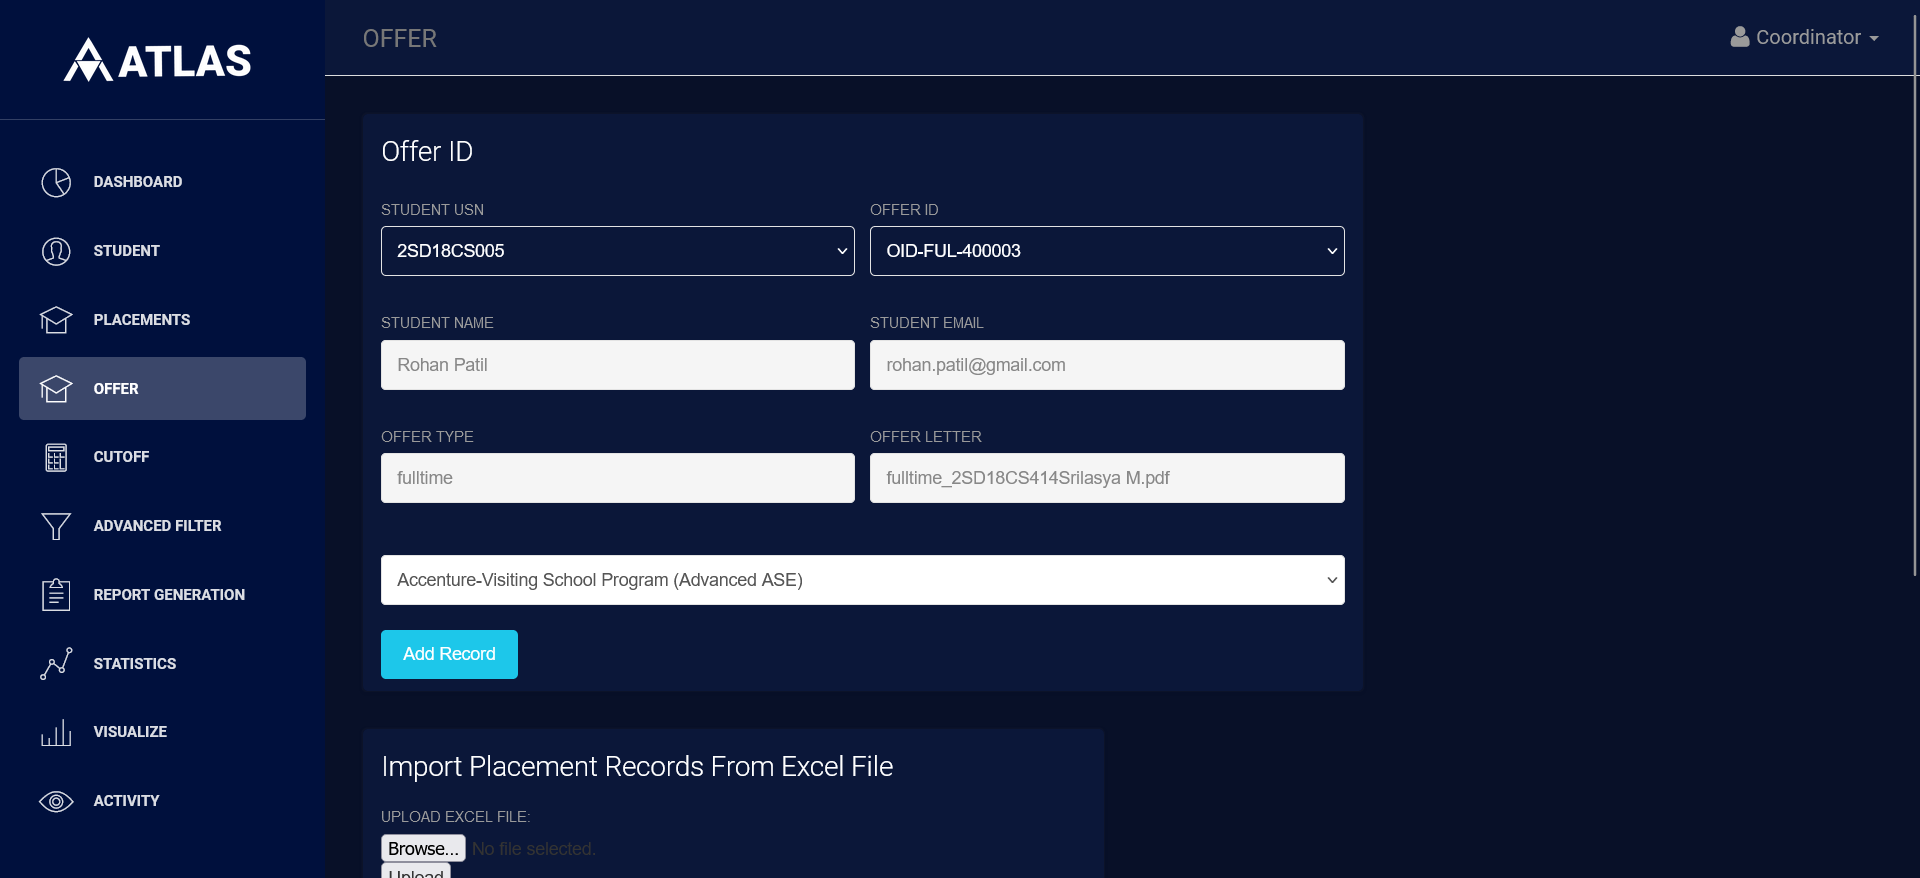 ATLAS
OFFER
Coordinator
DASHBOARD
STUDENT
PLACEMENTS
OFFER
CUTOFF
ADVANCED FILTER
REPORT GENERATION
STATISTICS
VISUALIZE
ACTIVITY
Offer ID
STUDENT USN
OFFER ID
2SD18CS005
OID-FUL-400003
STUDENT NAME
STUDENT EMAIL
Rohan Patil
rohan.patil@gmail.com
OFFER TYPE
OFFER LETTER
fulltime
fulltime_2SD18CS414Srilasya M.pdf
Accenture-Visiting School Program (Advanced ASE)
Add Record
Import Placement Records From Excel File
UPLOAD EXCEL FILE:
Browse... No file selected.
Upload